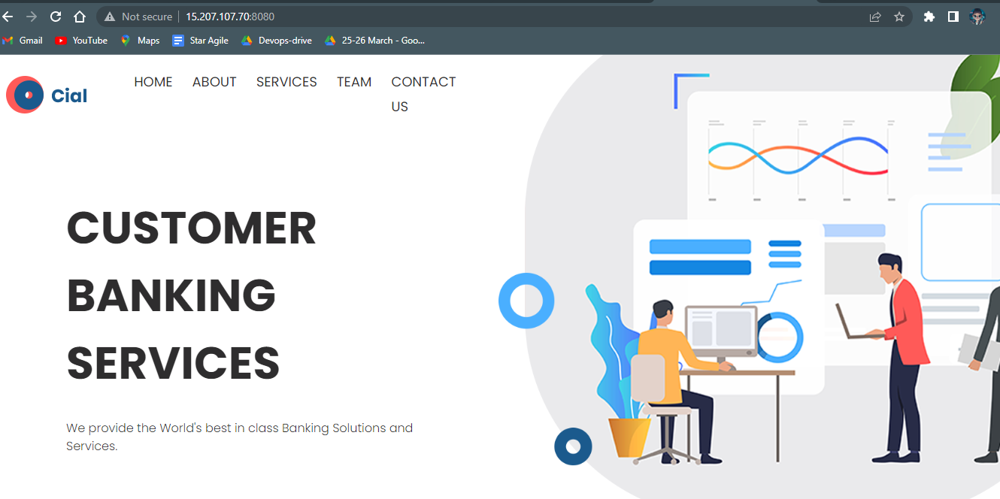 Not secure 15.207.107.70:8080
Gmail YouTube Maps Star Agile Devops-drive 25-26 March - Goo...
Cial
HOME ABOUT SERVICES TEAM CONTACT
US
CUSTOMER
BANKING
SERVICES
We provide the World's best in class Banking Solutions and
Services.